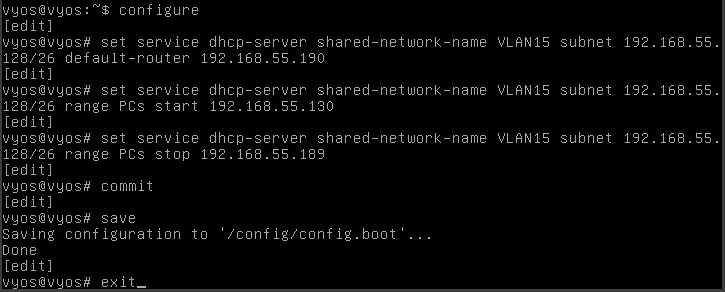 vyos@vyos:~$ configure
[edit]
vyos@vyos# set service dhcp-server shared-network-name VLAN15 subnet 192.168.55.
128/26 default-router 192.168.55.190
[edit]
vyos@vyos# set service dhcp-server shared-network-name VLAN15 subnet 192.168.55.
128/26 range PCs start 192.168.55.130
[edit]
vyos@vyos# set service dhcp-server shared-network-name VLAN15 subnet 192.168.55.
128/26 range PCs stop 192.168.55.189
[edit]
vyos@vyos# commit
[edit]
vyos@vyos# save
Saving configuration to '/config/config.boot'...
Done
[edit]
vyos@vyos# exit_